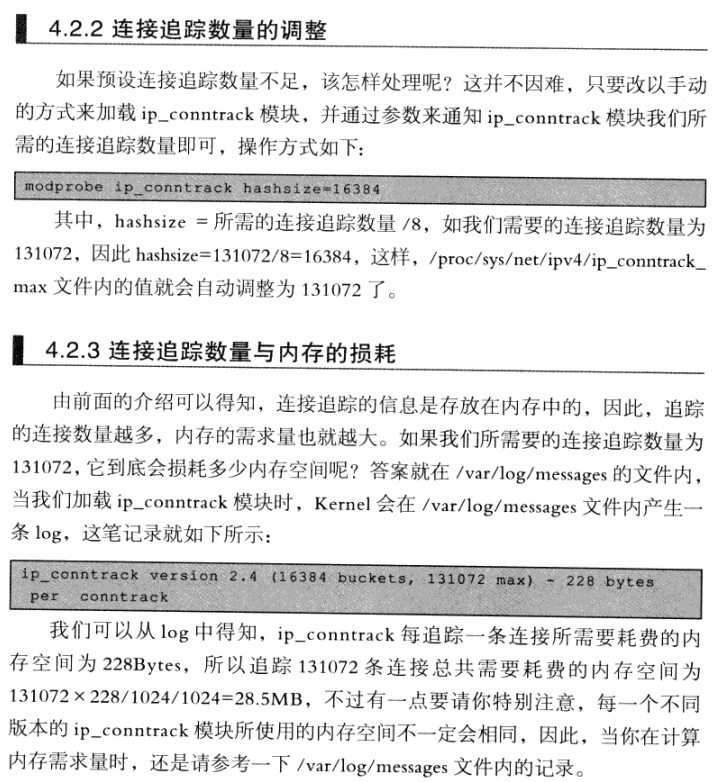 4.2.2 连接追踪数量的调整
如果预设连接追踪数量不足，该怎样处理呢？这并不因难，只要改以手动
的方式来加载 ip_conntrack 模块，并通过参数来通知 ip_conntrack 模块我们所
需的连接追踪数量即可，操作方式如下：
modprobe ip_conntrack hashsize=16384
其中，hashsize = 所需的连接追踪数量 /8，如我们需要的连接追踪数量为
131072，因此 hashsize=131072/8=16384，这样，/proc/sys/net/ipv4/ip_conntrack_
max 文件内的值就会自动调整为 131072 了。
4.2.3 连接追踪数量与内存的损耗
由前面的介绍可以得知，连接追踪的信息是存放在内存中的，因此，追踪
的连接数量越多，内存的需求量也就越大。如果我们所需要的连接追踪数量为
131072，它到底会损耗多少内存空间呢？答案就在 /var/log/messages 的文件内，
当我们加载 ip_conntrack 模块时，Kernel 会在 /var/log/messages 文件内产生一
条 log，这笔记录就如下所示：
ip_conntrack version 2.4 (16384 buckets, 131072 max) - 228 bytes
per conntrack
我们可以从 log 中得知，ip_conntrack 每追踪一条连接所需要耗费的内
存空间为 228Bytes，所以追踪 131072 条连接总共需要耗费的内存空间为
131072×228/1024/1024=28.5MB，不过有一点要请你特别注意，每一个不同
版本的 ip_conntrack 模块所使用的内存空间不一定会相同，因此，当你在计算
内存需求量时，还是请参考一下 /var/log/messages 文件内的记录。